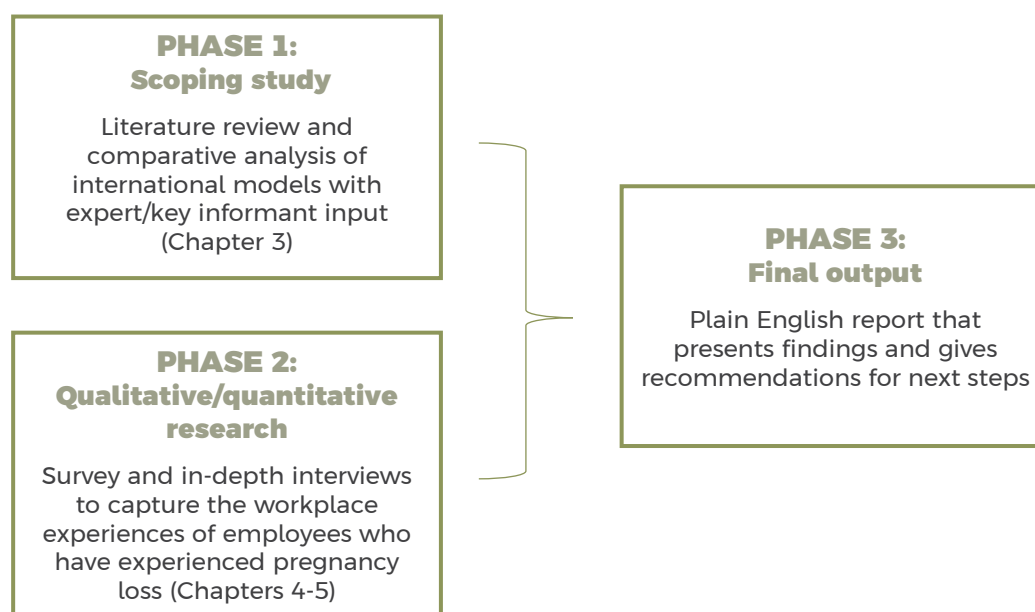 PHASE 1:
Scoping study
Literature review and
comparative analysis of
international models with
expert/key informant input
(Chapter 3)
PHASE 2:
Qualitative/quantitative
research
Survey and in-depth interviews
to capture the workplace
experiences of employees who
have experienced pregnancy
loss (Chapters 4-5)
PHASE 3:
Final output
Plain English report that
presents findings and gives
recommendations for next steps